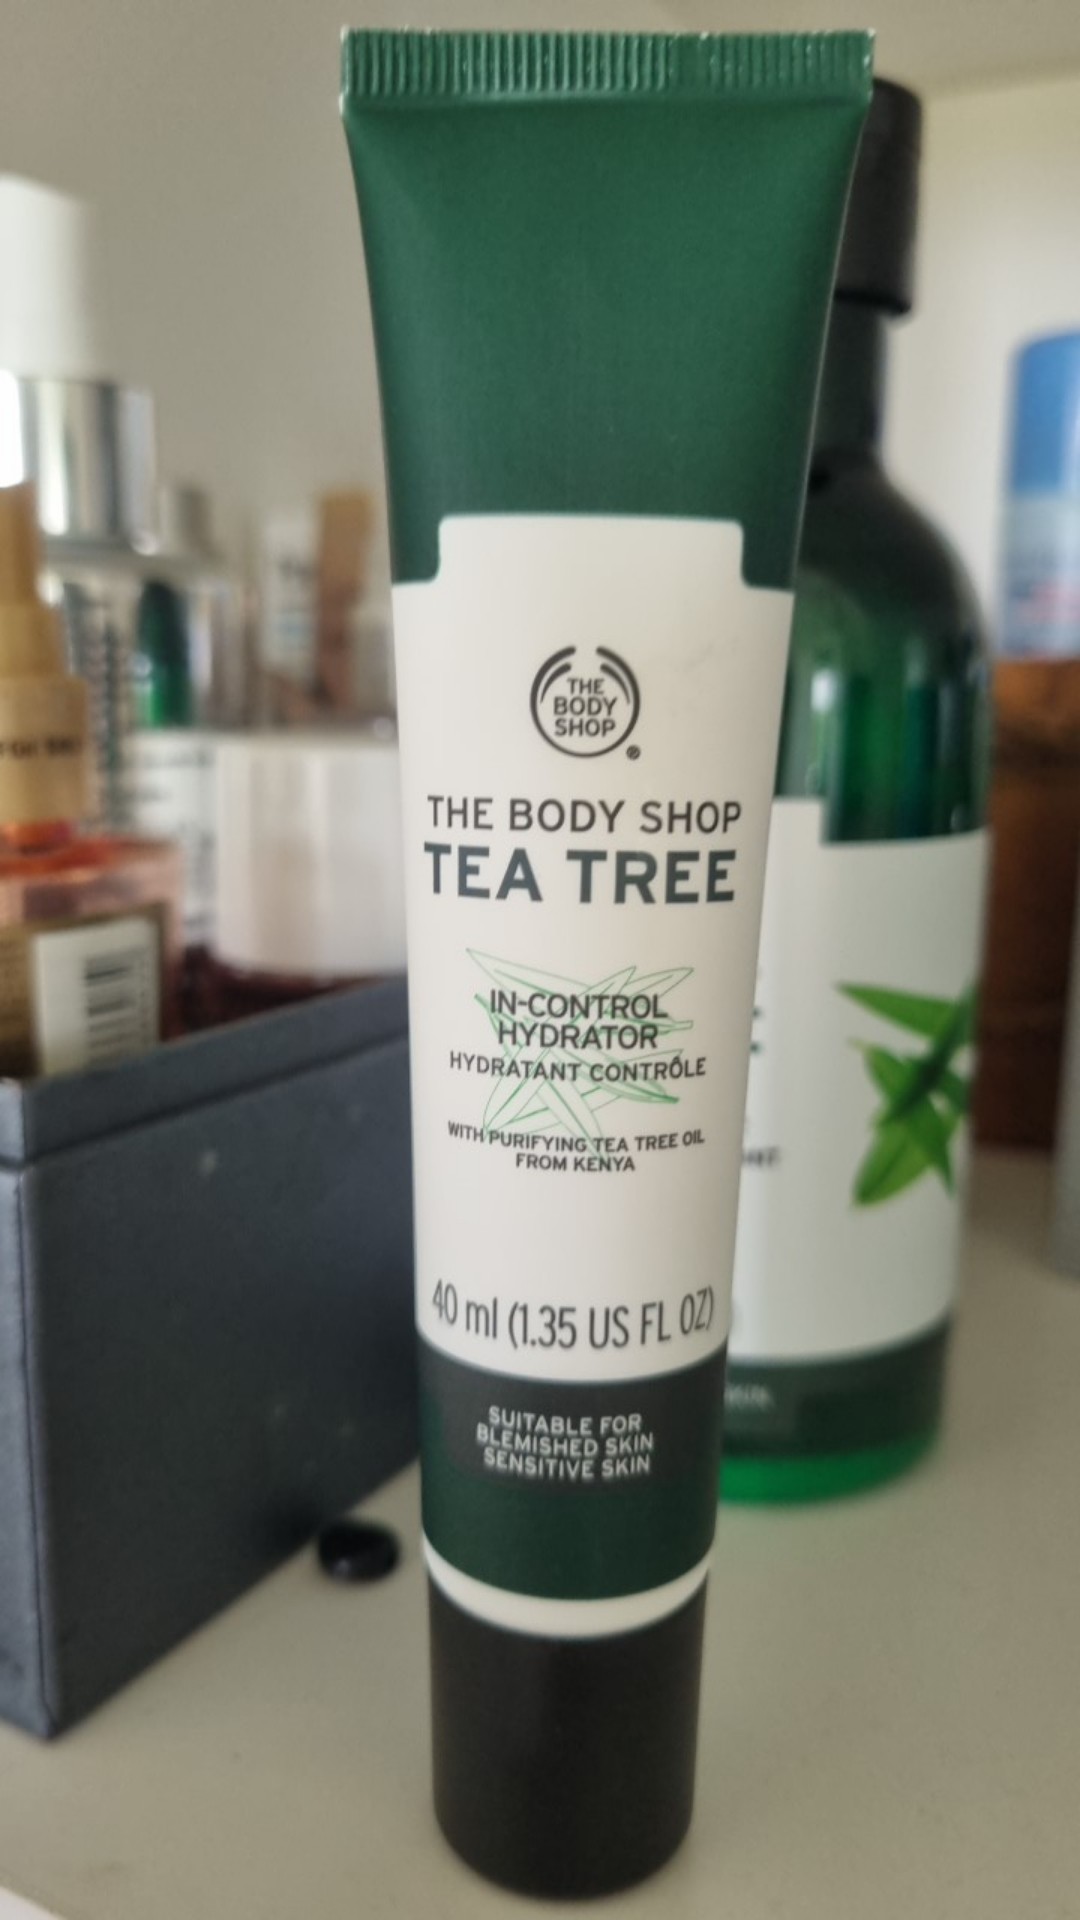 THE
BODY
SHOP
®
THE BODY SHOP
TEA TREE
IN-CONTROL
HYDRATOR
HYDRATANT CONTRÔLE
WITH PURIFYING TEA TREE OIL
FROM KENYA
40 ml (1.35 US FL OZ)
SUITABLE FOR
BLEMISHED SKIN
SENSITIVE SKIN